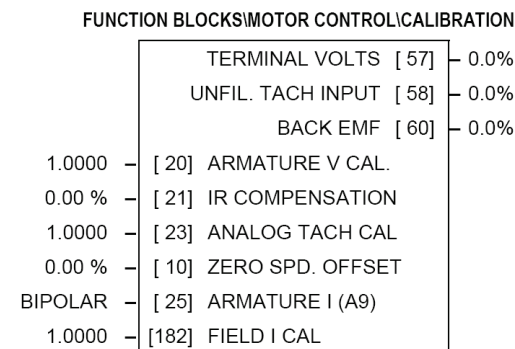 FUNCTION BLOCKS\MOTOR CONTROL\CALIBRATION
TERMINAL VOLTS [ 57] – 0.0%
UNFIL. TACH INPUT [ 58] – 0.0%
BACK EMF [ 60] – 0.0%
1.0000 – [ 20] ARMATURE V CAL.
0.00 % – [ 21] IR COMPENSATION
1.0000 – [ 23] ANALOG TACH CAL
0.00 % – [ 10] ZERO SPD. OFFSET
BIPOLAR – [ 25] ARMATURE I (A9)
1.0000 – [182] FIELD I CAL